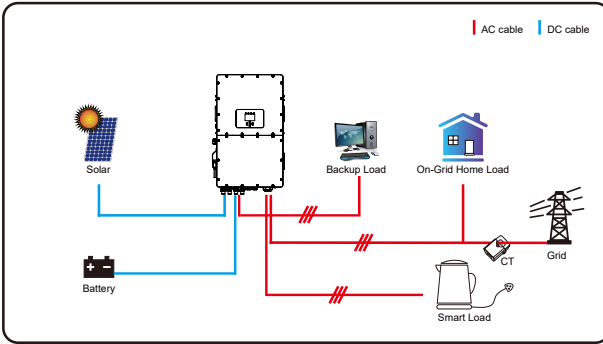 AC cable
DC cable
Solar
Backup Load
On-Grid Home Load
Grid
CT
Battery
Smart Load